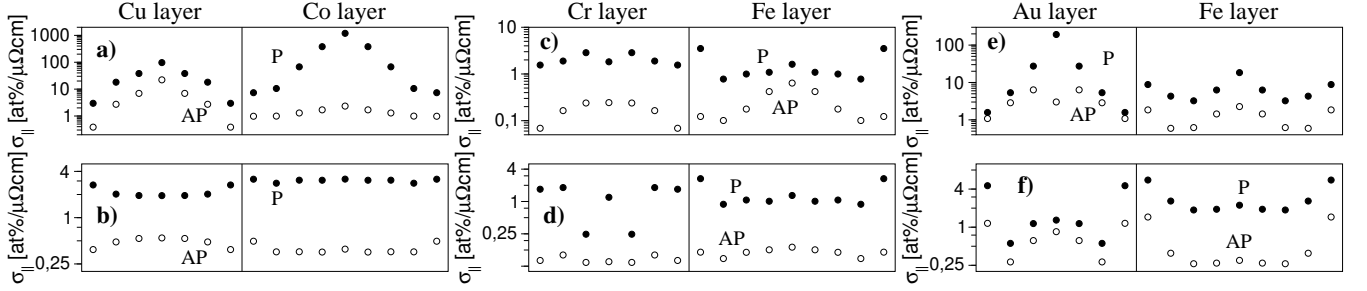 Cu layer Co layer Cr layer Fe layer Au layer Fe layer
σ|| [at%/μΩcm]
1000
100
10
1
a)
P
AP
σ|| [at%/μΩcm]
10
1
0,1
c)
P
AP
σ|| [at%/μΩcm]
100
10
1
e)
P
AP
σ|| [at%/μΩcm]
4
1
0,25
b)
P
AP
σ|| [at%/μΩcm]
4
1
0,25
d)
P
AP
σ|| [at%/μΩcm]
4
1
0,25
f)
P
AP